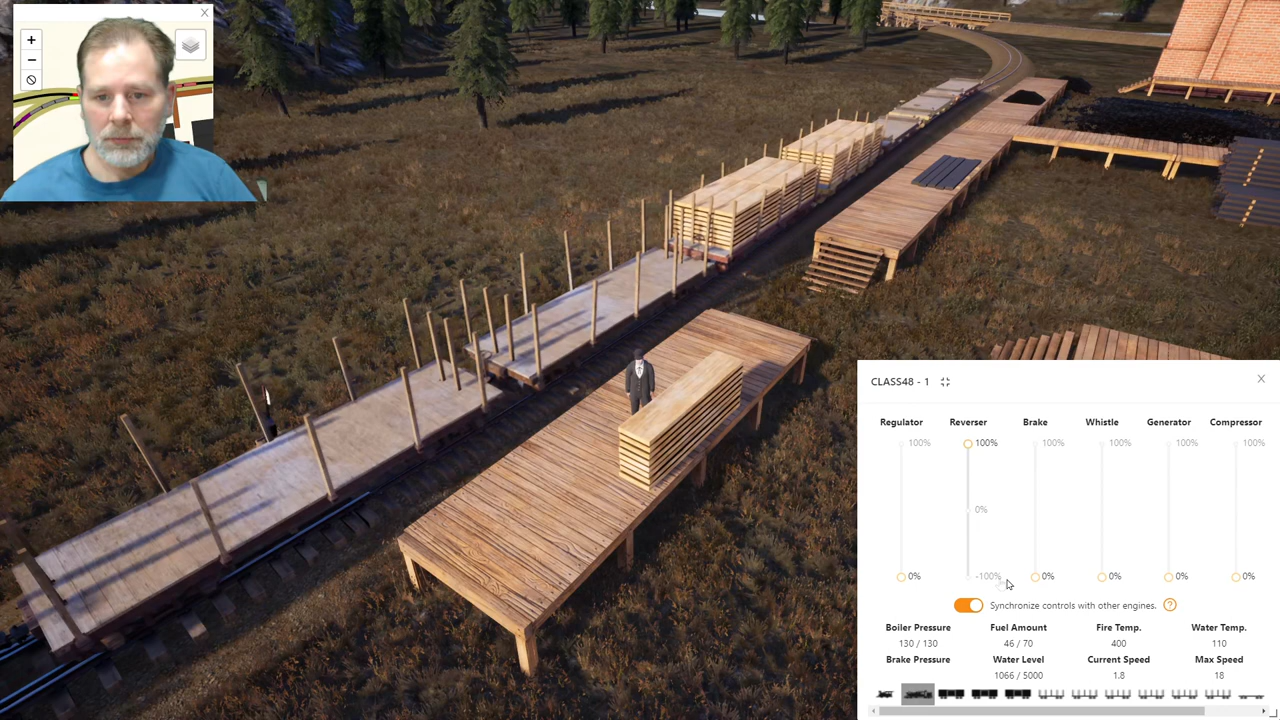 CLASS48 - 1
Regulator Reverser Brake Whistle Generator Compressor
100% 100% 100% 100% 100% 100%
0%
0% -100% 0% 0% 0% 0%
Synchronize controls with other engines. ?
Boiler Pressure Fuel Amount Fire Temp. Water Temp.
130 / 130 46 / 70 400 110
Brake Pressure Water Level Current Speed Max Speed
1066 / 5000 1.8 18